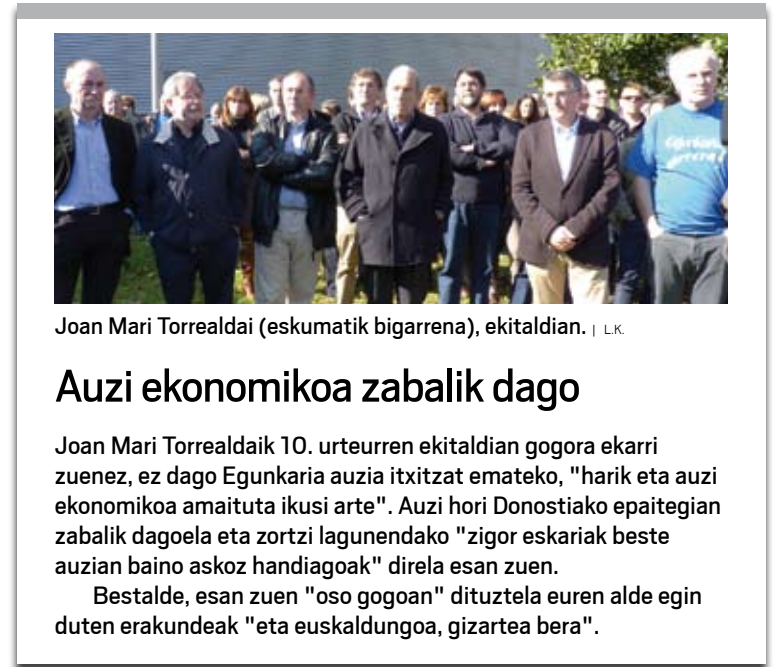 Egunkaria
aurrera!
Joan Mari Torrealdai (eskumatik bigarrena), ekitaldian. | L.K.
Auzi ekonomikoa zabalik dago
Joan Mari Torrealdaik 10. urteurren ekitaldian gogora ekarri
zuenez, ez dago Egunkaria auzia itxitzat emateko, "harik eta auzi
ekonomikoa amaituta ikusi arte". Auzi hori Donostiako epaitegian
zabalik dagoela eta zortzi lagunendako "zigor eskariak beste
auzian baino askoz handiagoak" direla esan zuen.
Bestalde, esan zuen "oso gogoan" dituztela euren alde egin
duten erakundeak "eta euskaldungoa, gizartea bera".